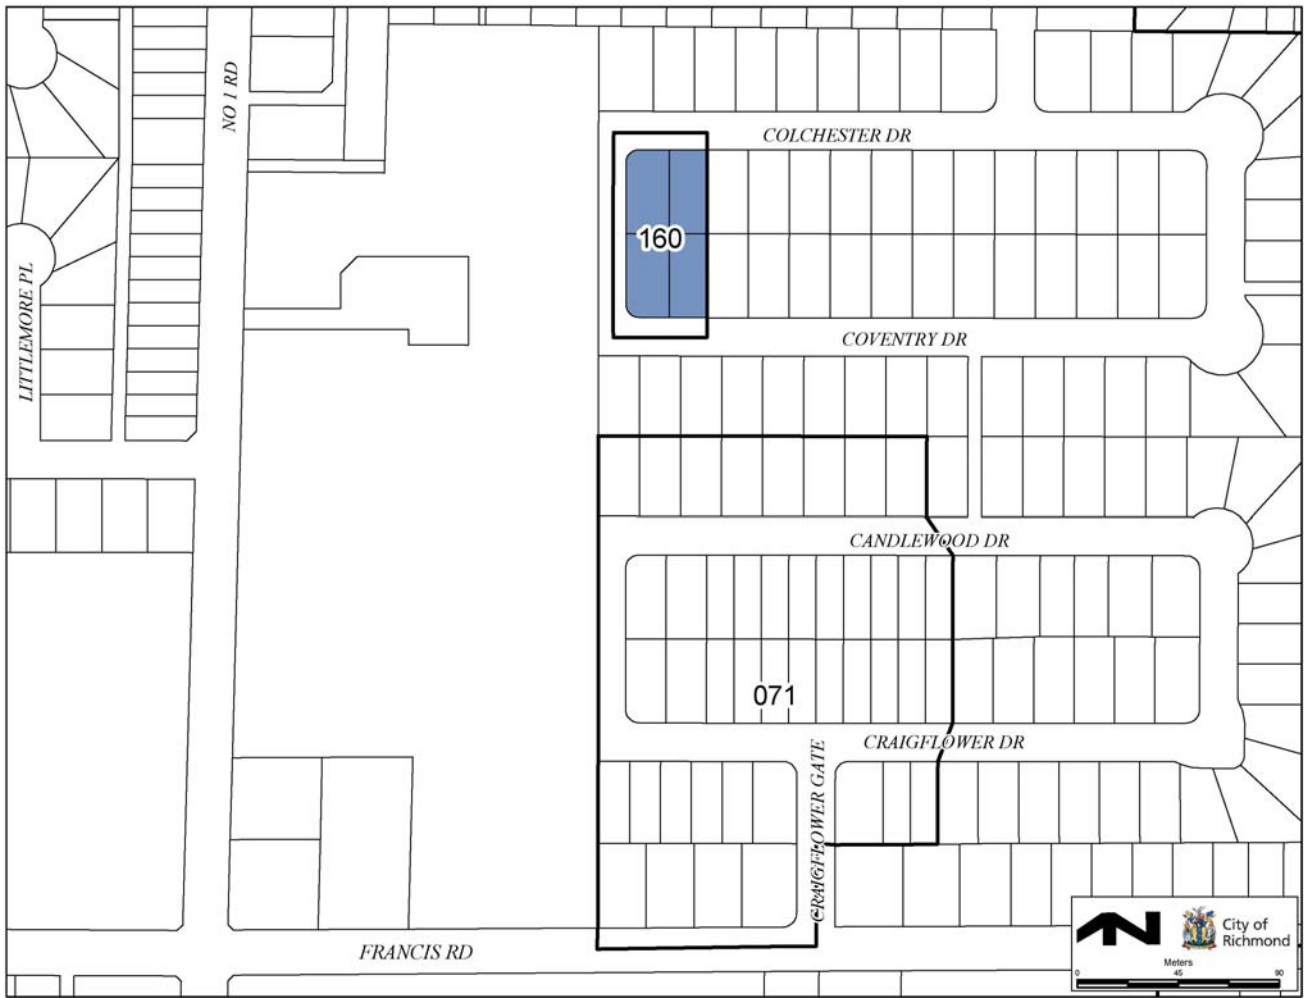 NO 1 RD
COLCHESTER DR
160
LITTLEMORE PL
COVENTRY DR
CANDLEWOOD DR
071
CRAIGFLOWER DR
CRAIGFLOWER GATE
FRANCIS RD
City of
Richmond
Meters
0 45 90